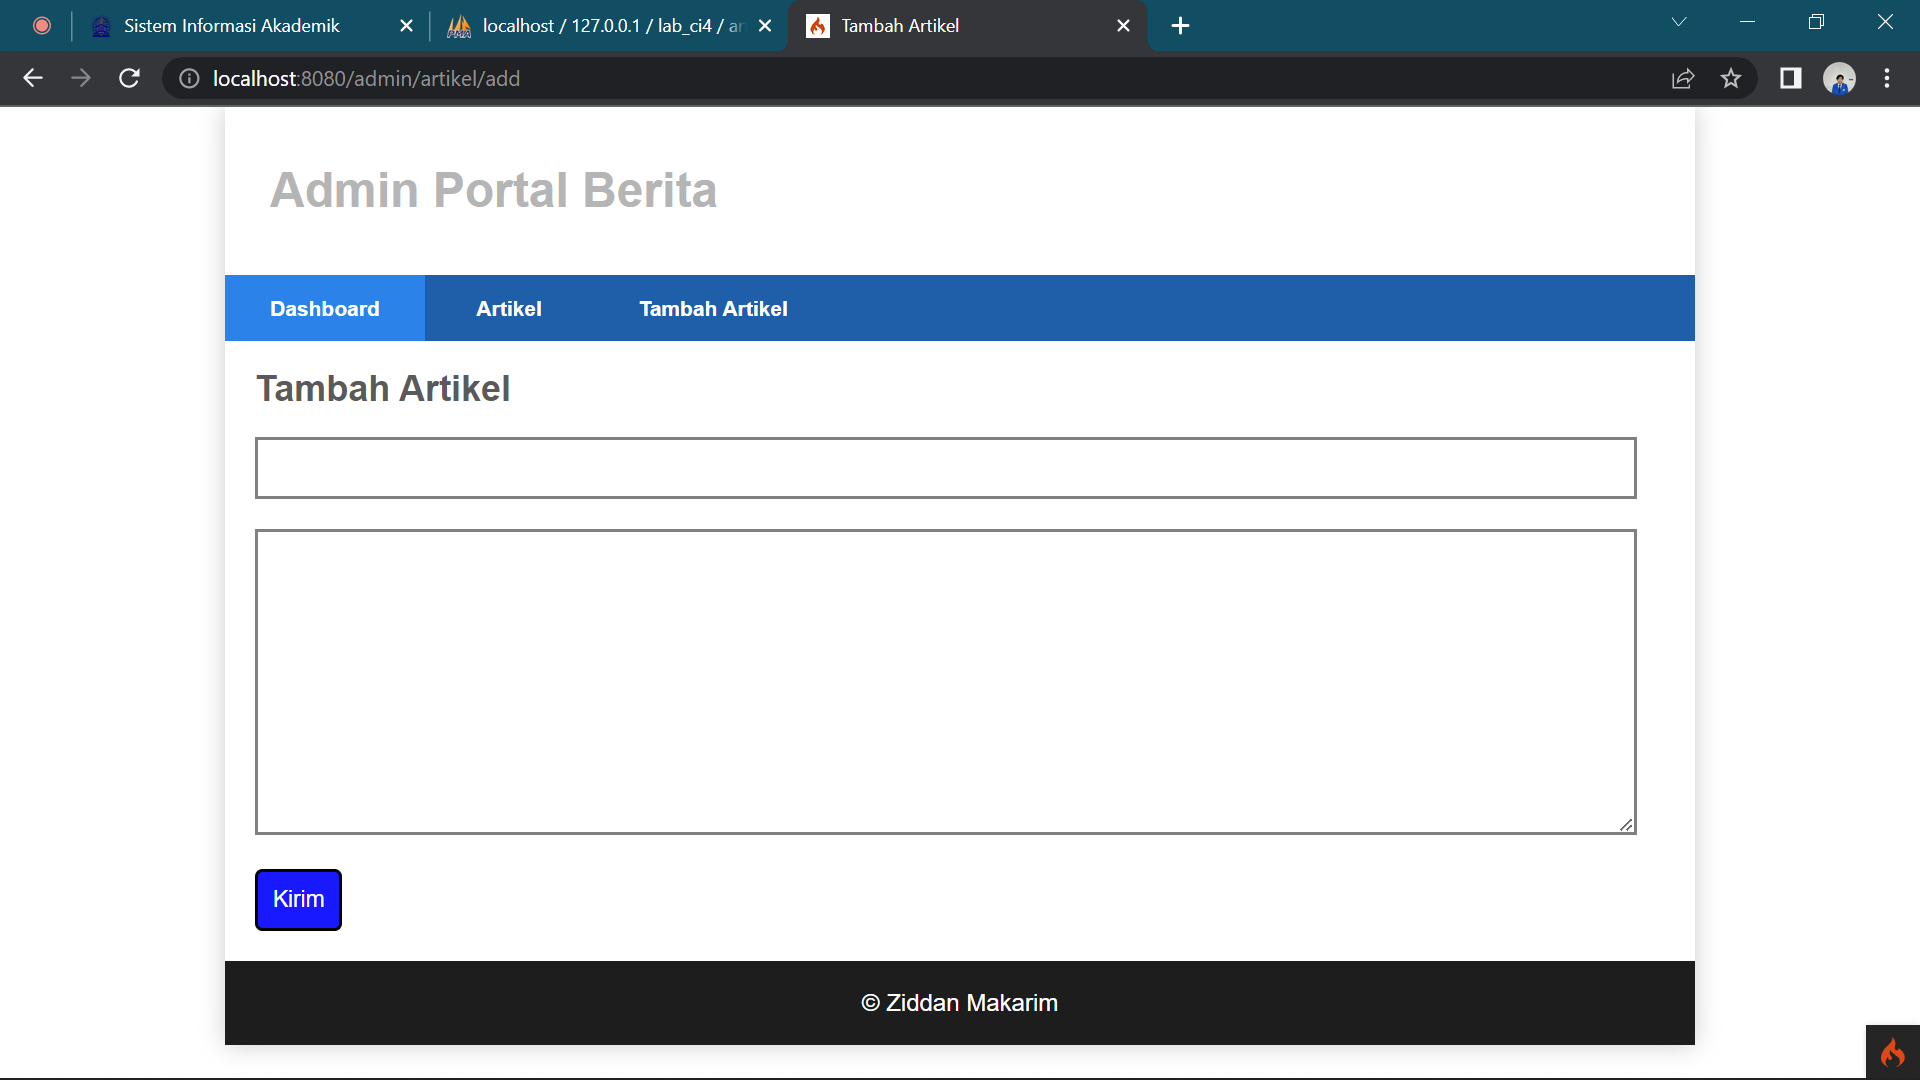 Sistem Informasi Akademik
localhost / 127.0.0.1 / lab_ci4 / ar
Tambah Artikel
localhost:8080/admin/artikel/add
Admin Portal Berita
Dashboard Artikel Tambah Artikel
Tambah Artikel
Kirim
© Ziddan Makarim